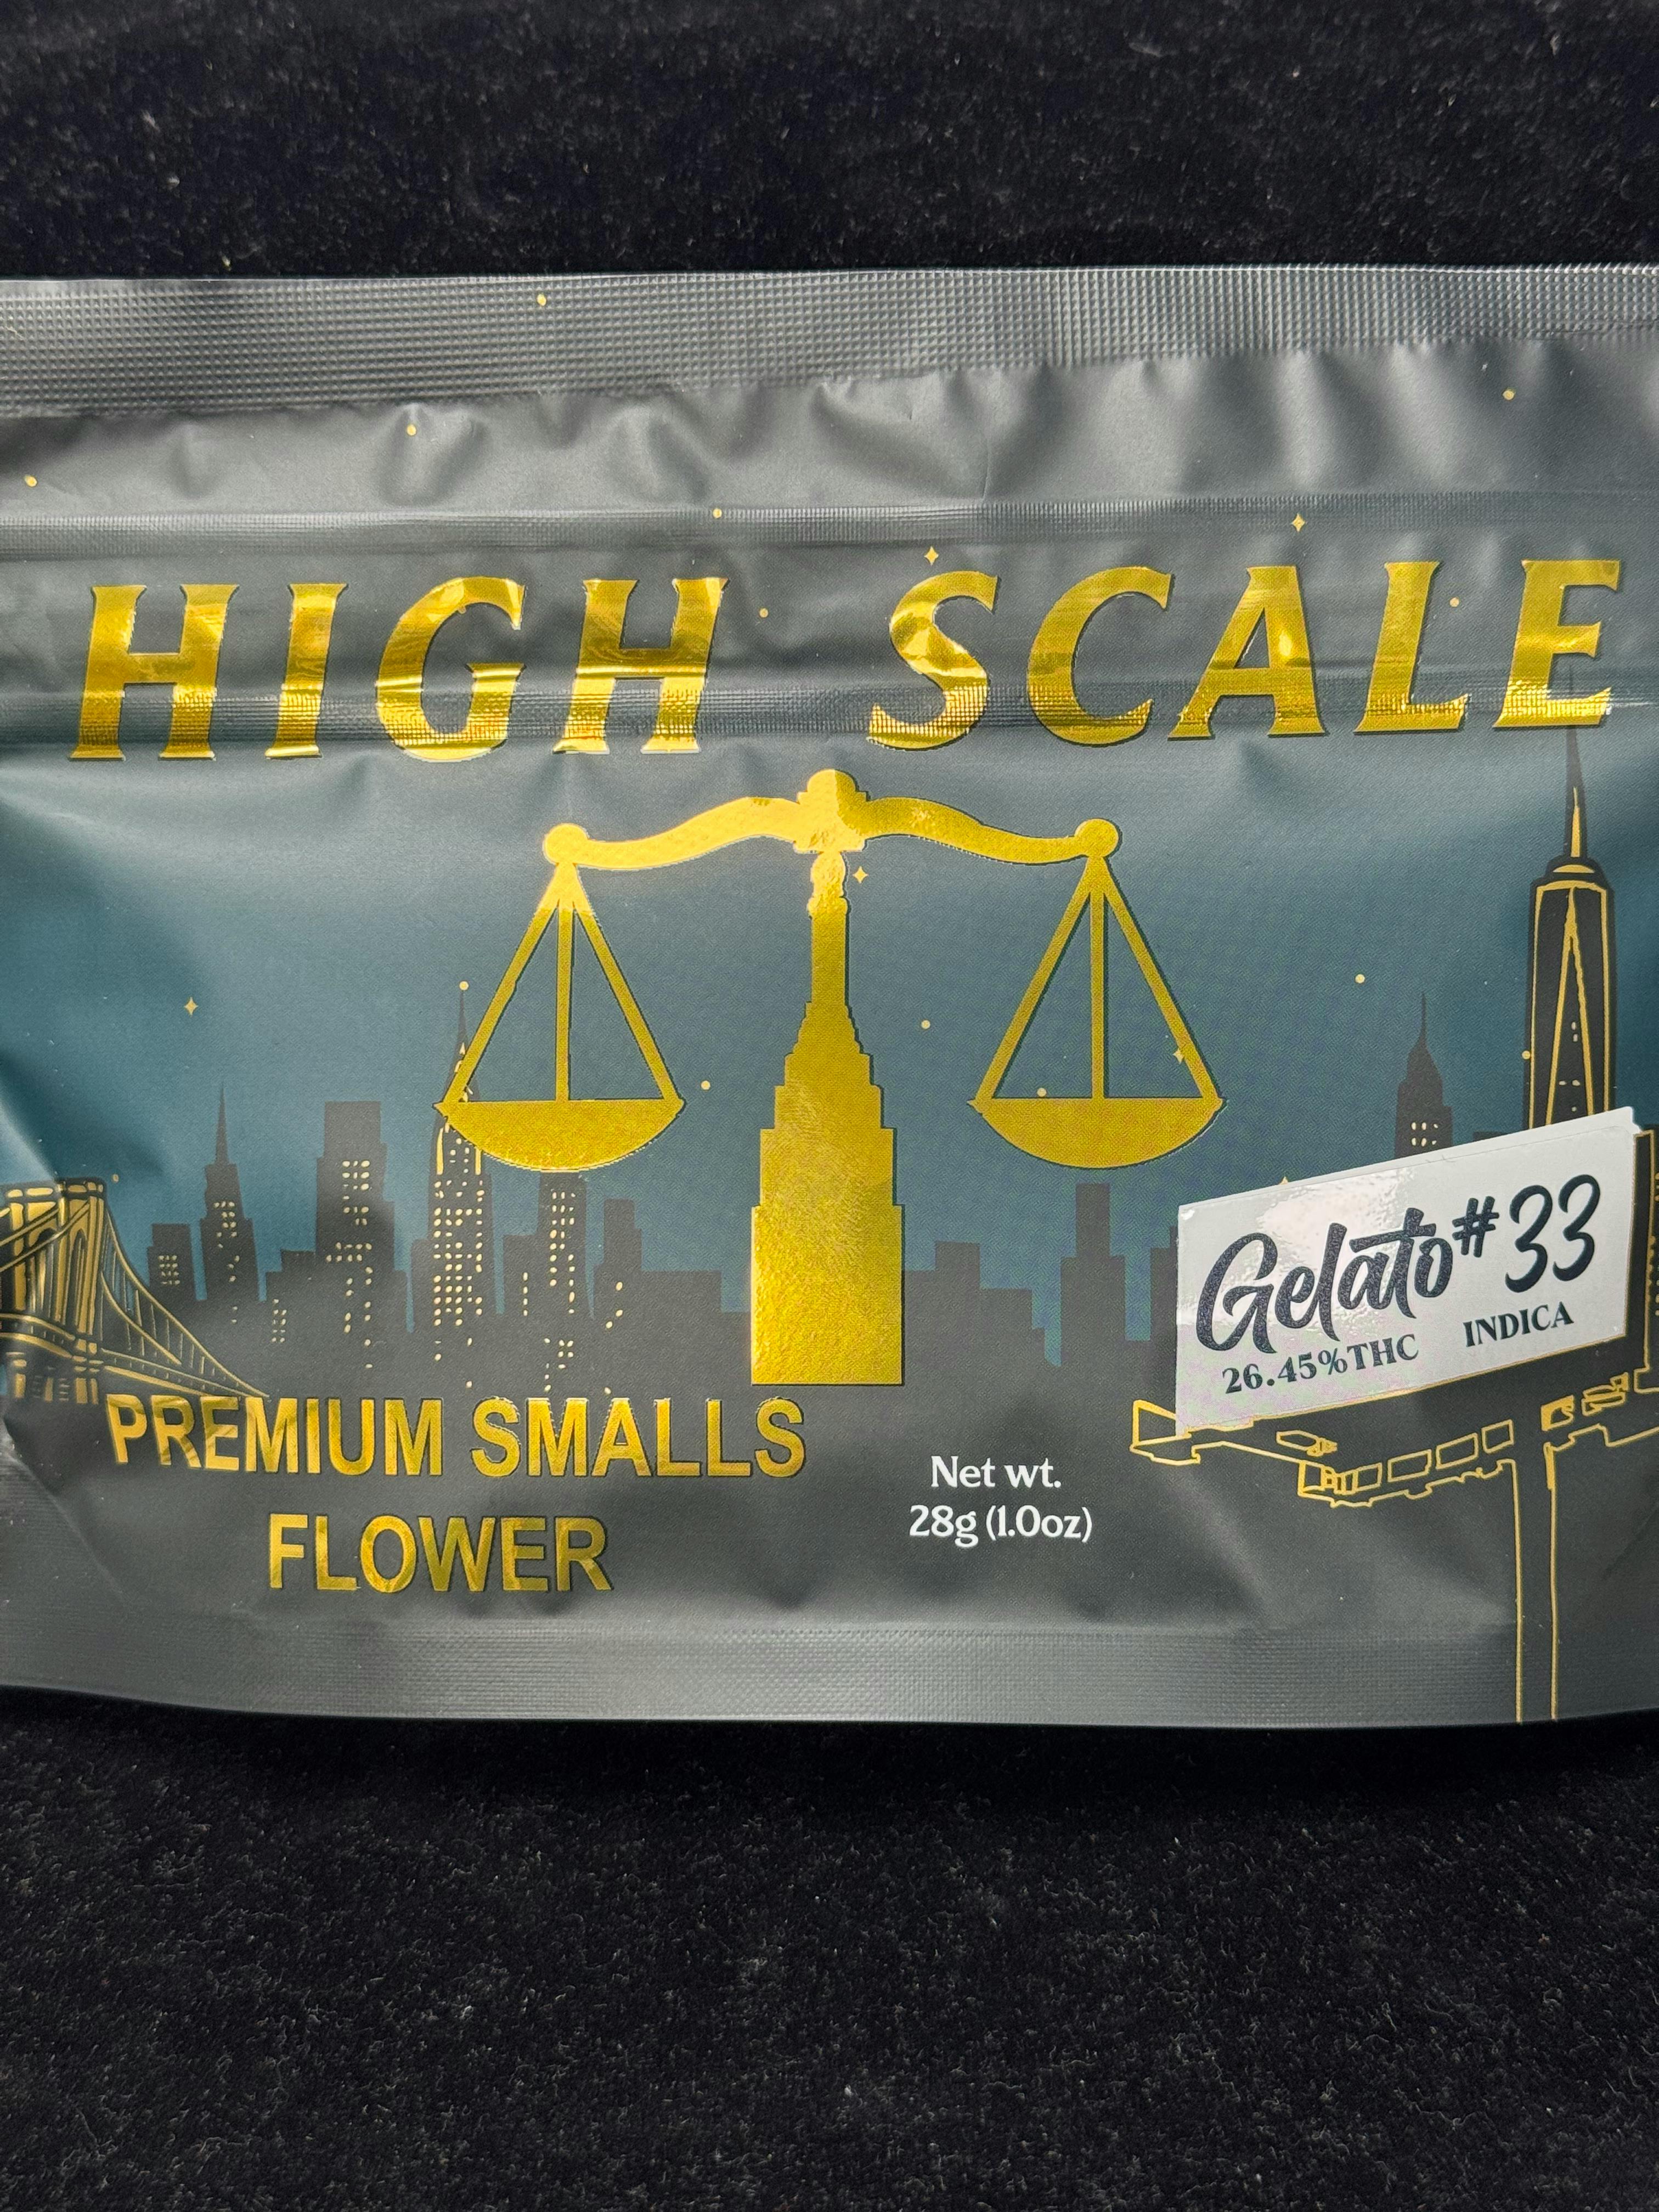 HIGH SCALE
Gelato #33
26.45%THC INDICA
PREMIUM SMALLS
FLOWER
Net wt.
28g (1.0oz)